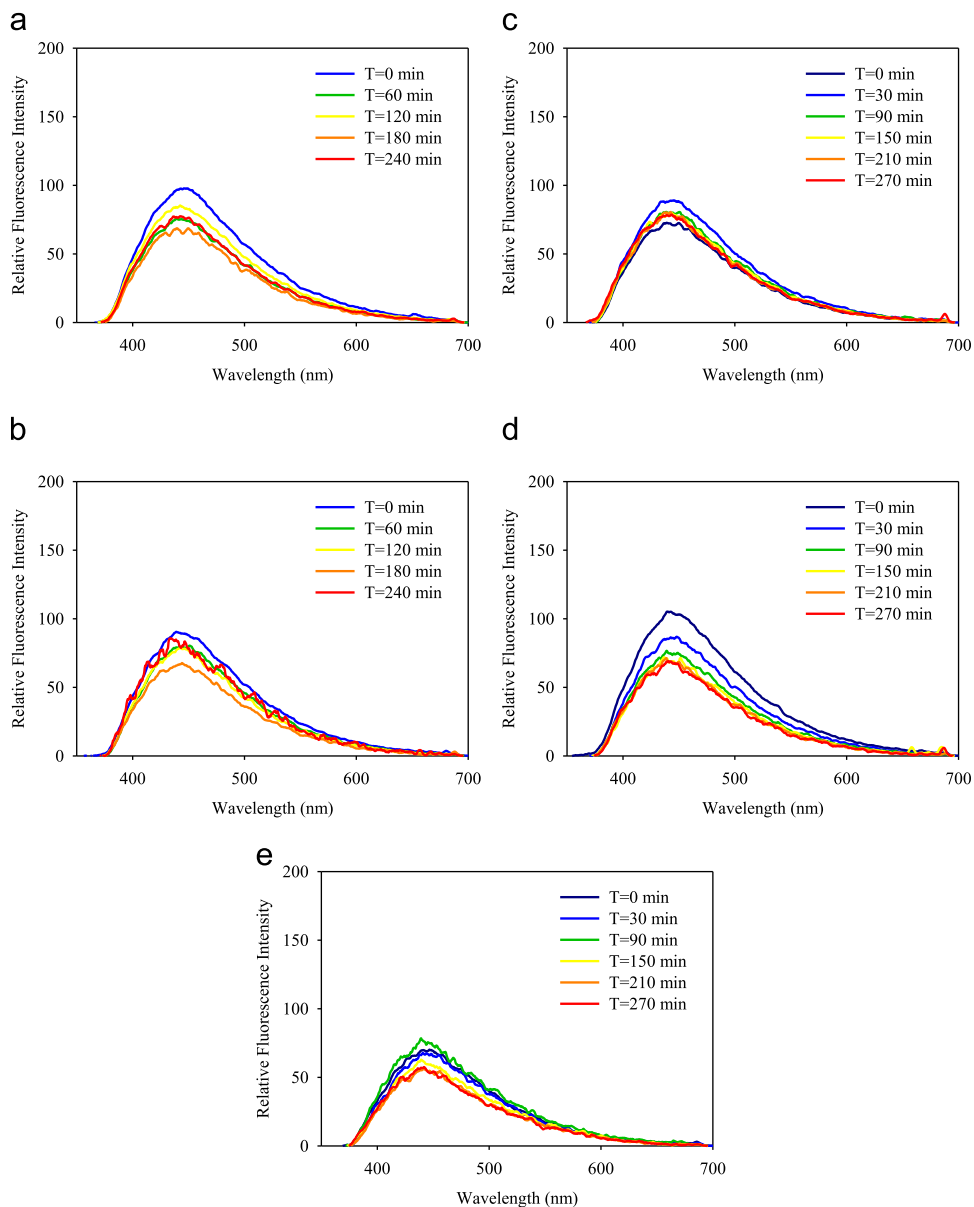 a
200
150
100
50
0
Relative Fluorescence Intensity
T=0 min
T=60 min
T=120 min
T=180 min
T=240 min
400
500
600
700
Wavelength (nm)
c
200
150
100
50
0
Relative Fluorescence Intensity
T=0 min
T=30 min
T=90 min
T=150 min
T=210 min
T=270 min
400
500
600
700
Wavelength (nm)
b
200
150
100
50
0
Relative Fluorescence Intensity
T=0 min
T=60 min
T=120 min
T=180 min
T=240 min
400
500
600
700
Wavelength (nm)
d
200
150
100
50
0
Relative Fluorescence Intensity
T=0 min
T=30 min
T=90 min
T=150 min
T=210 min
T=270 min
400
500
600
700
Wavelength (nm)
e
200
150
100
50
0
Relative Fluorescence Intensity
T=0 min
T=30 min
T=90 min
T=150 min
T=210 min
T=270 min
400
500
600
700
Wavelength (nm)